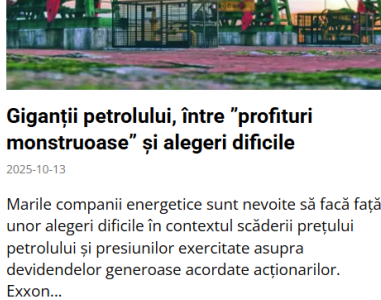 Giganții petrolului, între ”profituri
monstruoase” și alegeri dificile
2025-10-13
Marile companii energetice sunt nevoite să facă față
unor alegeri dificile în contextul scăderii prețului
petrolului și presiunilor exercitate asupra
devidendelor generoase acordate acționarilor.
Exxon...